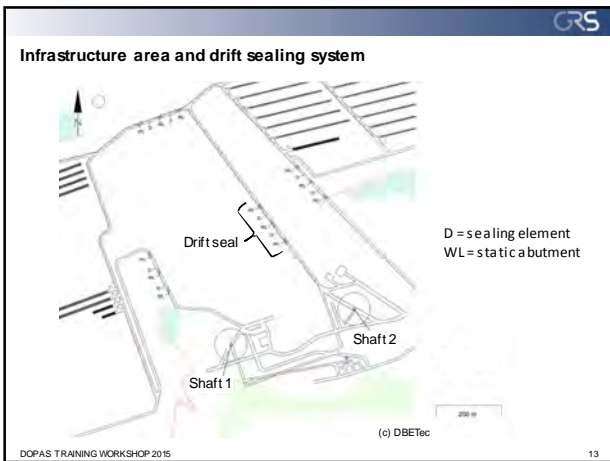 GRS
Infrastructure area and drift sealing system
N
Drift seal
D = sealing element
WL = static abutment
Shaft 2
Shaft 1
200 m
(c) DBETec
DOPAS TRAINING WORKSHOP 2015
13